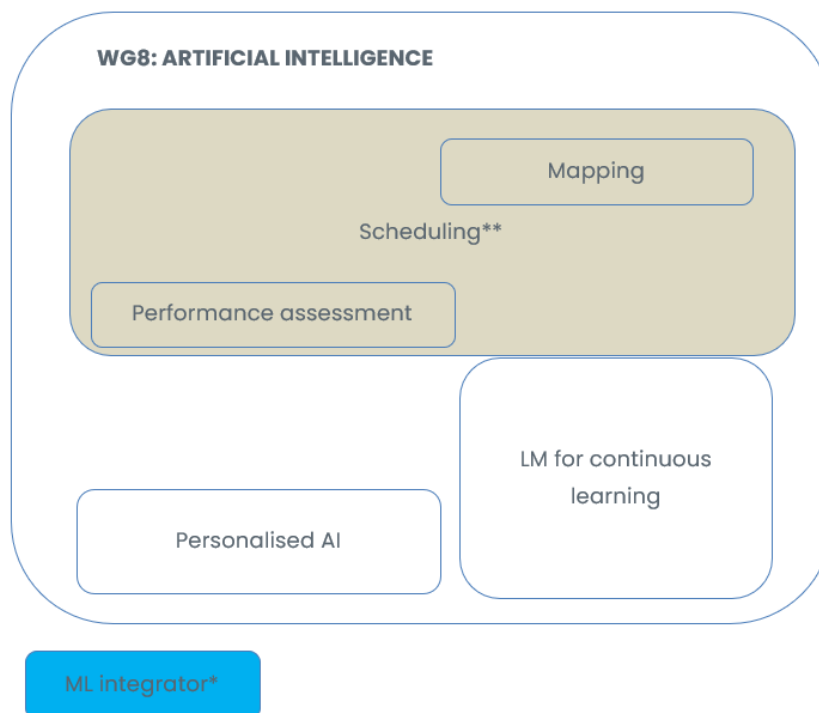 WG8: ARTIFICIAL INTELLIGENCE
Mapping
Scheduling**
Performance assessment
LM for continuous
learning
Personalised AI
ML integrator*